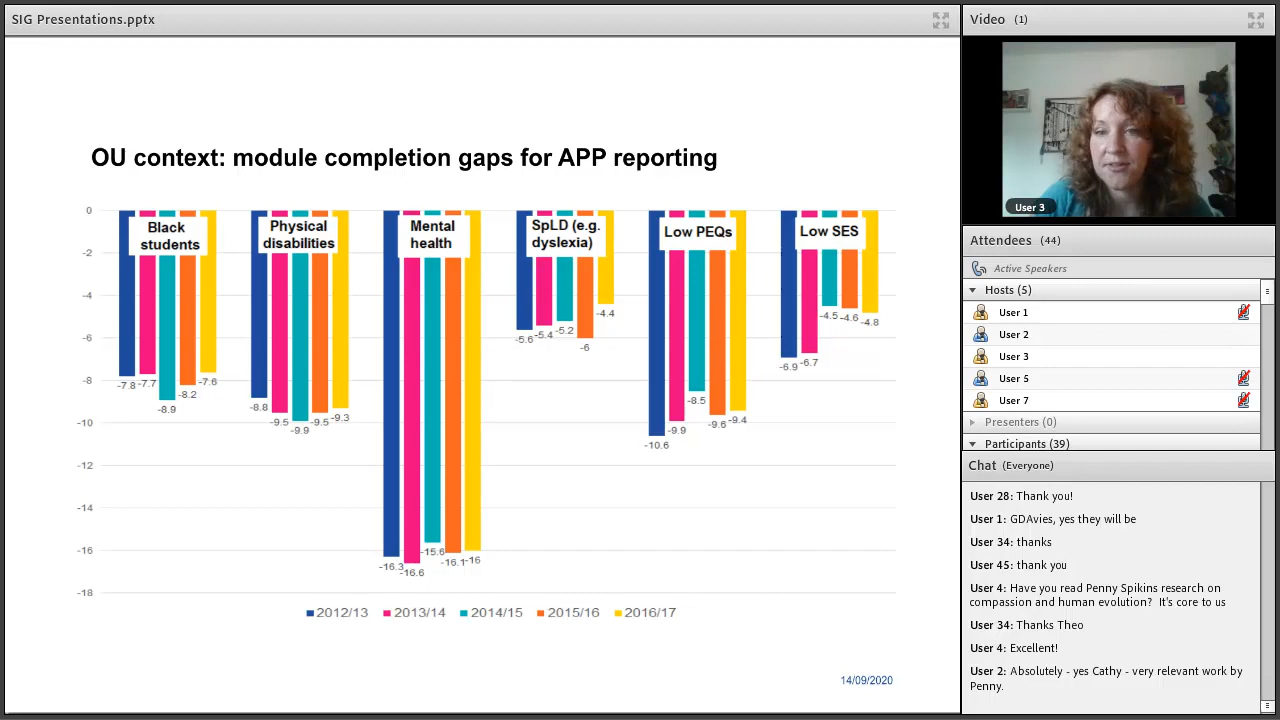 SIG Presentations.pptx
OU context: module completion gaps for APP reporting
0
-2
-4
-6
-8
-10
-12
-14
-16
-18
Black
students
-7.8
-7.7
-8.9
-8.2
-7.6
Physical
disabilities
-8.8
-9.5
-9.9
-9.5
-9.3
Mental
health
-16.3
-16.6
-15.6
-16.1
-16
SpLD (e.g.
dyslexia)
-5.6
-5.4
-5.2
-6
-4.4
Low PEQs
-10.6
-9.9
-8.5
-9.6
-9.4
Low SES
-6.9
-6.7
-4.5
-4.6
-4.8
2012/13 2013/14 2014/15 2015/16 2016/17
14/09/2020
Video (1)
User 3
Attendees (44)
Active Speakers
Hosts (5)
User 1
User 2
User 3
User 5
User 7
Presenters (0)
Participants (39)
Chat (Everyone)
User 28: Thank you!
User 1: GDAvies, yes they will be
User 34: thanks
User 45: thank you
User 4: Have you read Penny Spikins research on
compassion and human evolution? It's core to us
User 34: Thanks Theo
User 4: Excellent!
User 2: Absolutely - yes Cathy - very relevant work by
Penny.